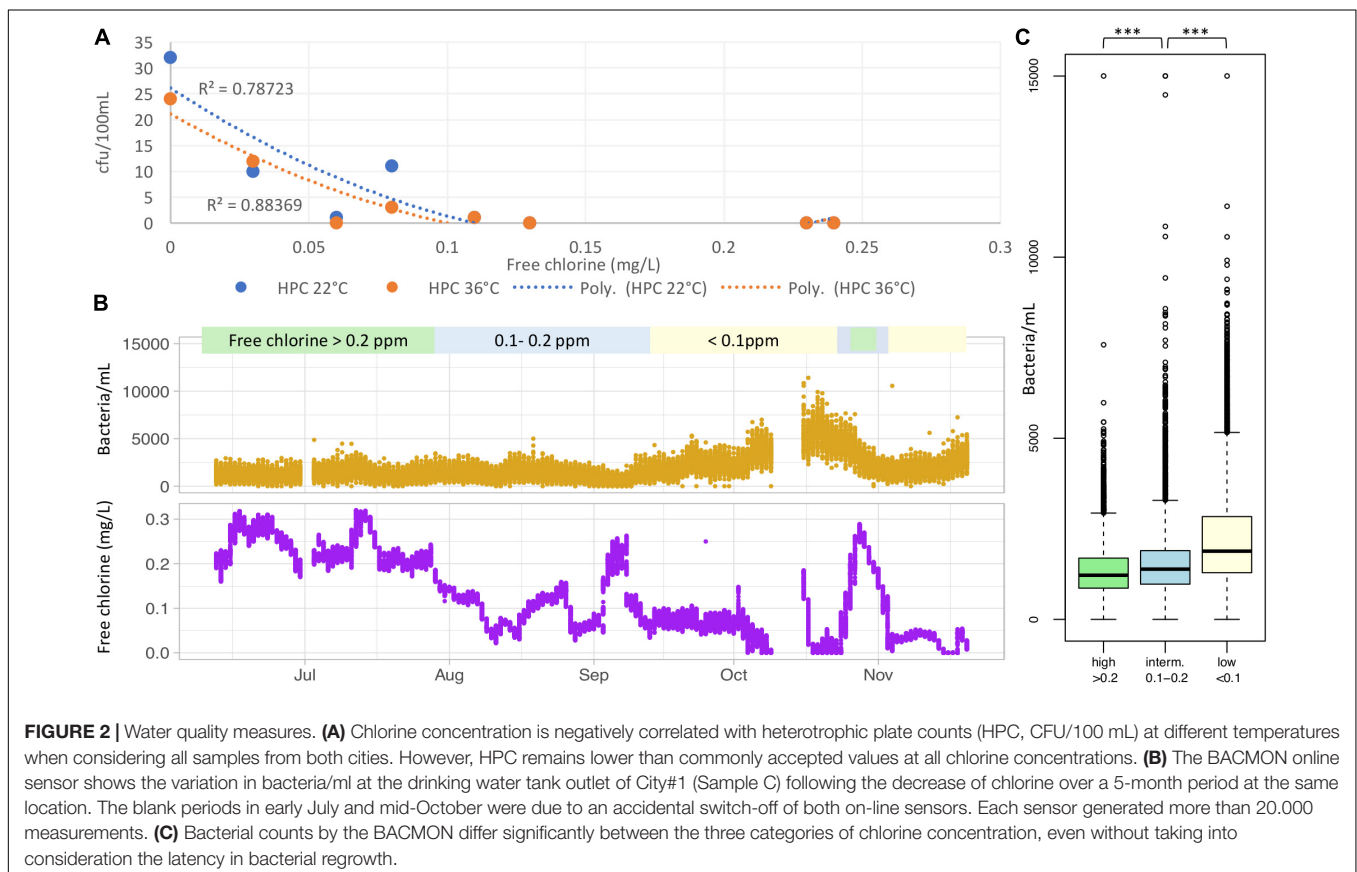 A
35
30
25
20
15
10
5
0
cfu/100mL
R² = 0.78723
R² = 0.88369
0 0.05 0.1 0.15 0.2 0.25 0.3
Free chlorine (mg/L)
HPC 22°C HPC 36°C Poly. (HPC 22°C) Poly. (HPC 36°C)
B
Free chlorine > 0.2 ppm 0.1- 0.2 ppm < 0.1ppm
15000
10000
5000
0
Bacteria/mL
0.3
0.2
0.1
0.0
Free chlorine (mg/L)
Jul Aug Sep Oct Nov
C
*** ***
15000
10000
5000
0
Bacteria/mL
high interm. low
>0.2 0.1−0.2 <0.1
FIGURE 2 | Water quality measures. (A) Chlorine concentration is negatively correlated with heterotrophic plate counts (HPC, CFU/100 mL) at different temperatures
when considering all samples from both cities. However, HPC remains lower than commonly accepted values at all chlorine concentrations. (B) The BACMON online
sensor shows the variation in bacteria/ml at the drinking water tank outlet of City#1 (Sample C) following the decrease of chlorine over a 5-month period at the same
location. The blank periods in early July and mid-October were due to an accidental switch-off of both on-line sensors. Each sensor generated more than 20.000
measurements. (C) Bacterial counts by the BACMON differ significantly between the three categories of chlorine concentration, even without taking into
consideration the latency in bacterial regrowth.